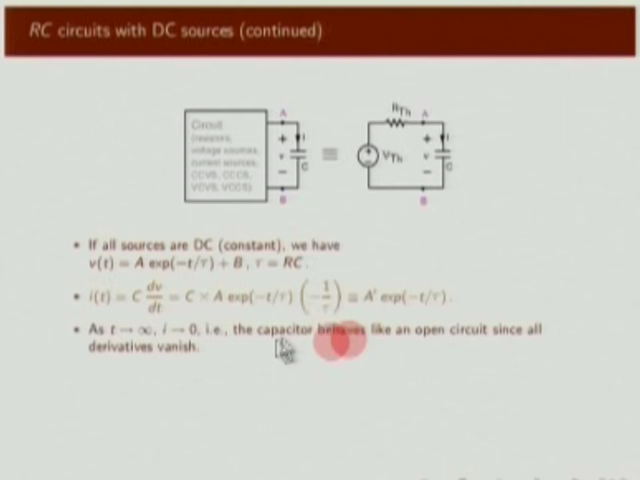 RC circuits with DC sources (continued)
Circuit
(resistors,
voltage sources,
current sources,
CCVS, CCCS,
VCVS, VCCS)
A
+
v
−
i
C
B
≡
R_Th
A
V_Th
+
v
−
i
C
B
• If all sources are DC (constant), we have
v(t) = A exp(−t/τ) + B , τ = RC .
• i(t) = C dv/dt = C × A exp(−t/τ) (−1/τ) ≡ A′ exp(−t/τ) .
• As t → ∞, i → 0, i.e., the capacitor behaves like an open circuit since all
derivatives vanish.